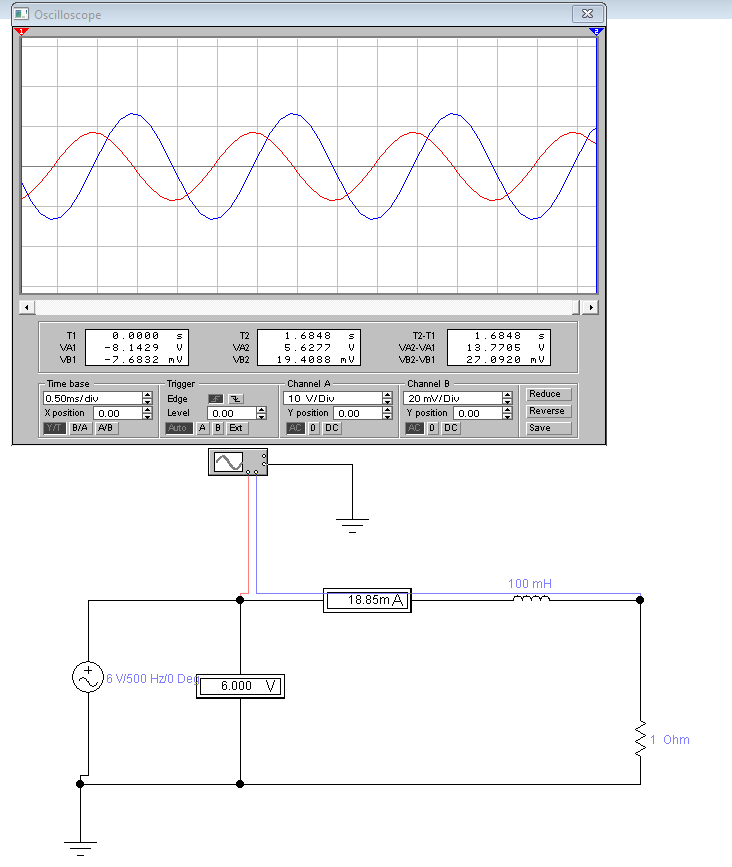 Oscilloscope
1
2
T1 0.0000 s
VA1 -8.1429 V
VB1 -7.6832 mV
T2 1.6848 s
VA2 5.6277 V
VB2 19.4088 mV
T2-T1 1.6848 s
VA2-VA1 13.7705 V
VB2-VB1 27.0920 mV
Time base
0.50ms/div
X position 0.00
Y/T B/A A/B
Trigger
Edge
Level 0.00
Auto A B Ext
Channel A
10 V/Div
Y position 0.00
AC 0 DC
Channel B
20 mV/Div
Y position 0.00
AC 0 DC
Reduce
Reverse
Save
100 mH
18.85m A
6 V/500 Hz/0 Deg
6.000 V
1 Ohm